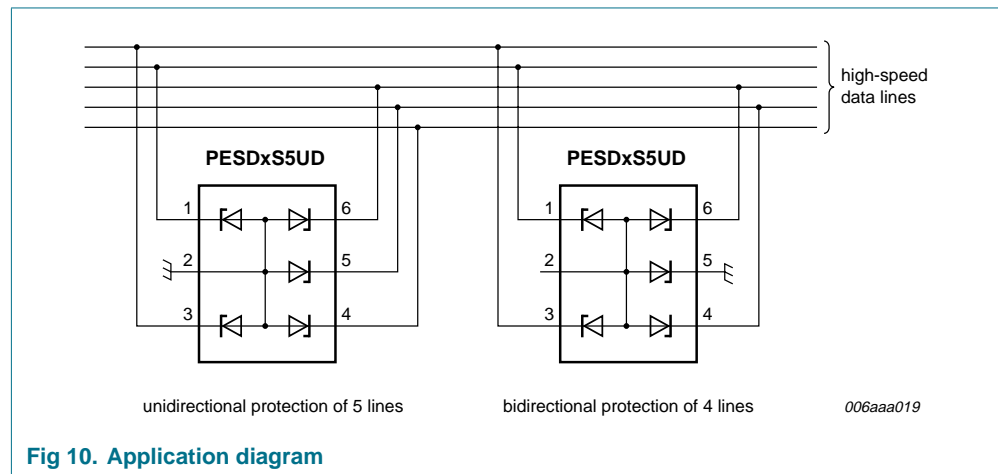 high-speed
data lines
PESDxS5UD
1
6
2
5
3
4
unidirectional protection of 5 lines
PESDxS5UD
1
6
2
5
3
4
bidirectional protection of 4 lines
006aaa019
Fig 10. Application diagram